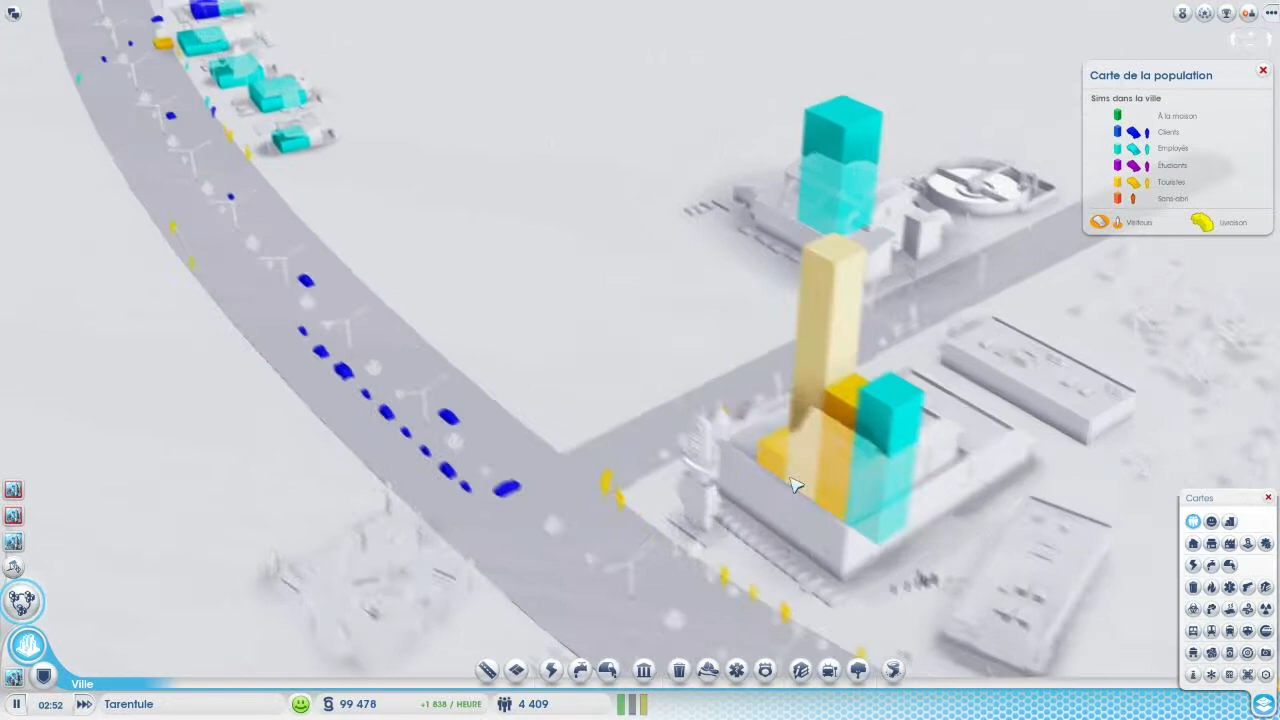 Carte de la population
Sims dans la ville
À la maison
Clients
Employés
Étudiants
Touristes
Sans-abri
Visiteurs
Livraison
Cartes
Ville
02:52
Tarentule
99 478
+1 838 / HEURE
4 409